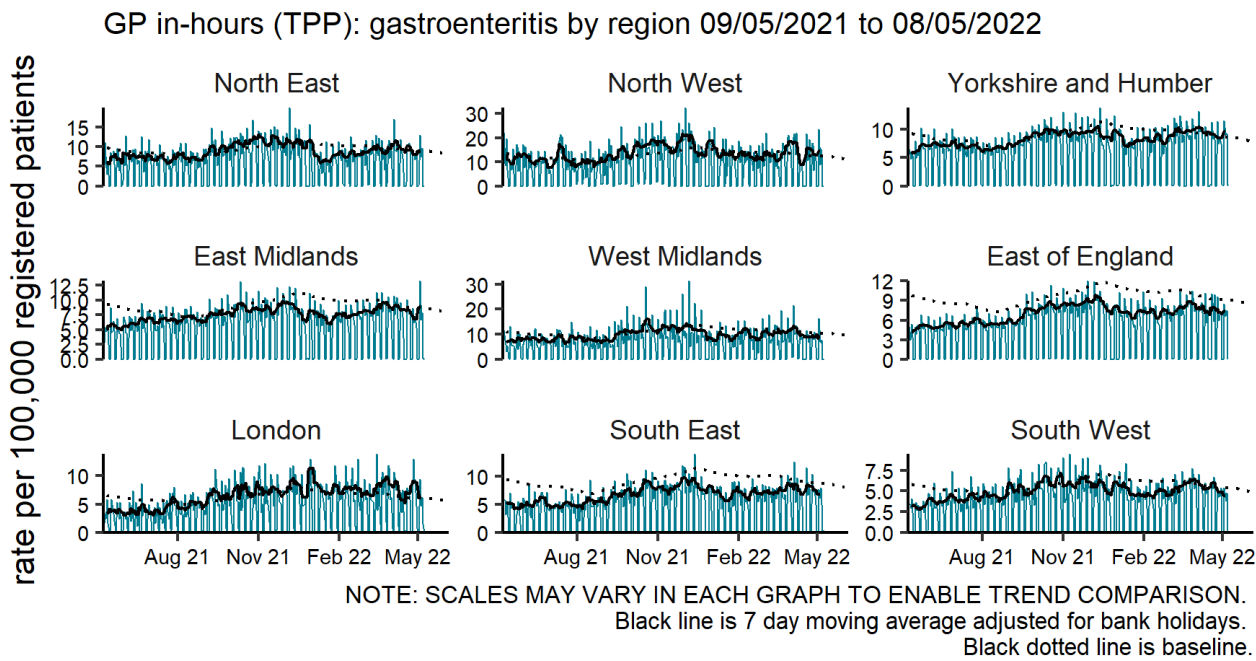 GP in-hours (TPP): gastroenteritis by region 09/05/2021 to 08/05/2022
rate per 100,000 registered patients
North East
15
10
5
0
North West
30
20
10
0
Yorkshire and Humber
10
5
0
East Midlands
12.5
10.0
7.5
5.0
2.5
0.0
West Midlands
30
20
10
0
East of England
12
9
6
3
0
London
10
5
0
Aug 21 Nov 21 Feb 22 May 22
South East
10
5
0
Aug 21 Nov 21 Feb 22 May 22
South West
7.5
5.0
2.5
0.0
Aug 21 Nov 21 Feb 22 May 22
NOTE: SCALES MAY VARY IN EACH GRAPH TO ENABLE TREND COMPARISON.
Black line is 7 day moving average adjusted for bank holidays.
Black dotted line is baseline.